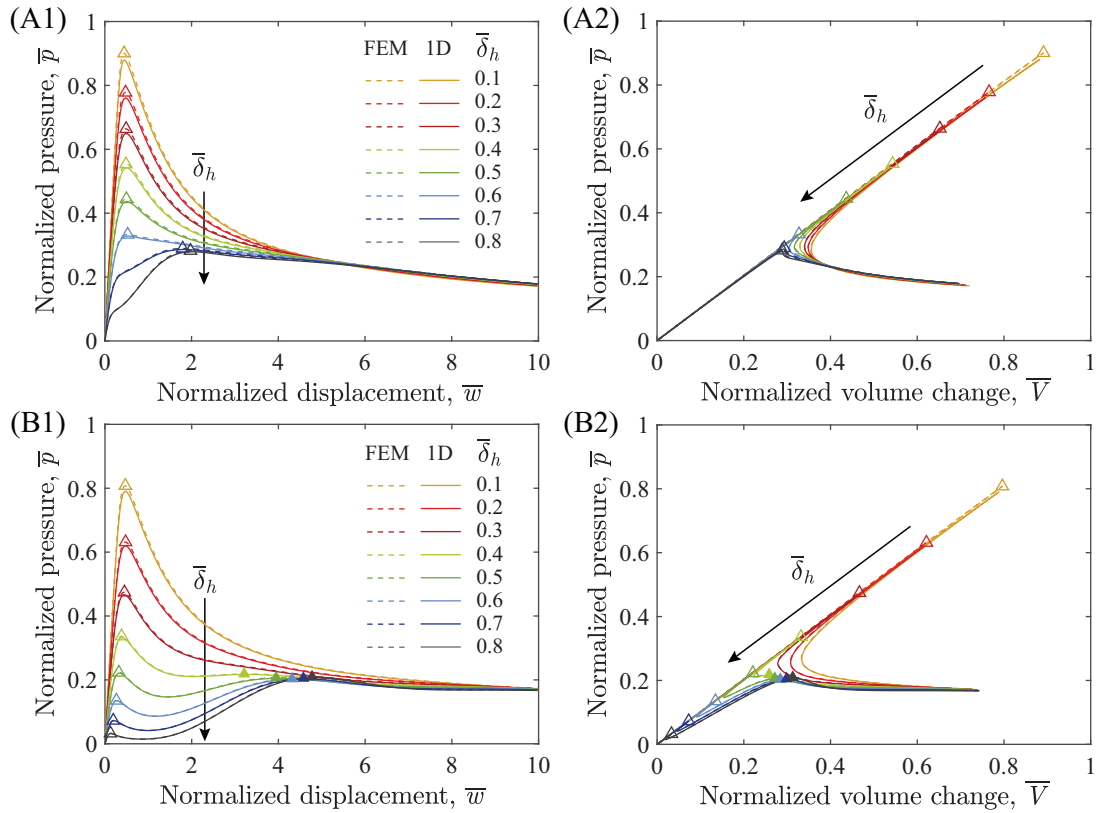 (A1)
Normalized pressure, p̅
1
0.8
0.6
0.4
0.2
0
0 2 4 6 8 10
Normalized displacement, w̅
FEM 1D δ̅_h
0.1
0.2
0.3
0.4
0.5
0.6
0.7
0.8
δ̅_h
(A2)
Normalized pressure, p̅
1
0.8
0.6
0.4
0.2
0
0 0.2 0.4 0.6 0.8 1
Normalized volume change, V̅
δ̅_h
(B1)
Normalized pressure, p̅
1
0.8
0.6
0.4
0.2
0
0 2 4 6 8 10
Normalized displacement, w̅
FEM 1D δ̅_h
0.1
0.2
0.3
0.4
0.5
0.6
0.7
0.8
δ̅_h
(B2)
Normalized pressure, p̅
1
0.8
0.6
0.4
0.2
0
0 0.2 0.4 0.6 0.8 1
Normalized volume change, V̅
δ̅_h